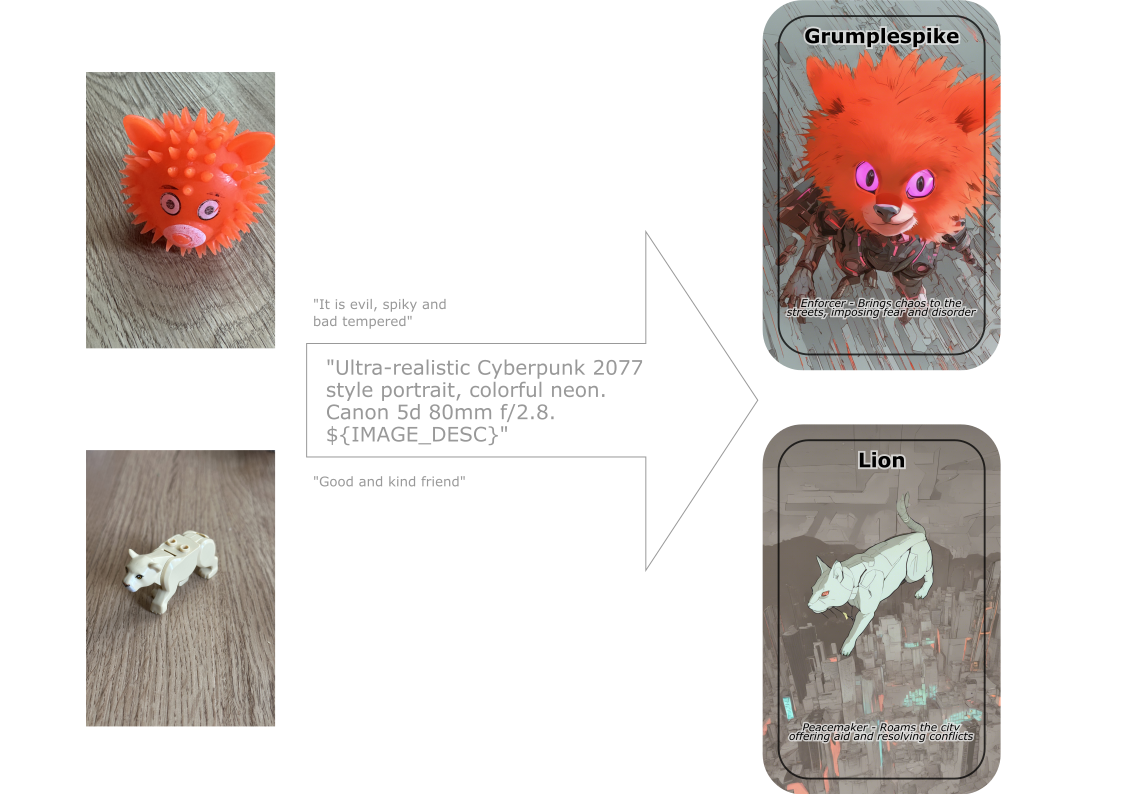 Grumplespike
"It is evil, spiky and
bad tempered"
Enforcer - Brings chaos to the
streets, imposing fear and disorder
"Ultra-realistic Cyberpunk 2077
style portrait, colorful neon.
Canon 5d 80mm f/2.8.
${IMAGE_DESC}"
"Good and kind friend"
Lion
Peacemaker - Roams the city
offering aid and resolving conflicts